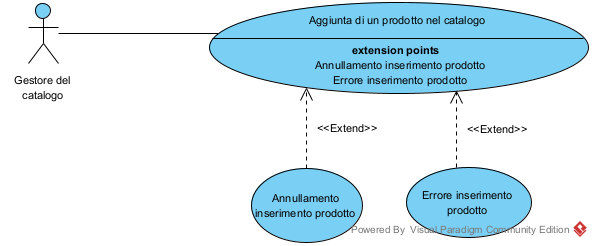 Aggiunta di un prodotto nel catalogo
extension points
Annullamento inserimento prodotto
Errore inserimento prodotto
Gestore del
catalogo
<<Extend>>
<<Extend>>
Annullamento
inserimento prodotto
Errore inserimento
prodotto
Powered By Visual Paradigm Community Edition